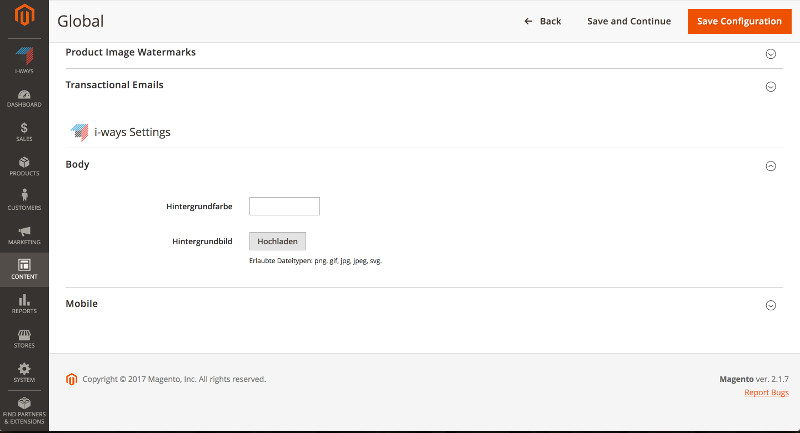 Global
Back
Save and Continue
Save Configuration
I-WAYS
DASHBOARD
SALES
PRODUCTS
CUSTOMERS
MARKETING
CONTENT
REPORTS
STORES
SYSTEM
FIND PARTNERS
& EXTENSIONS
Product Image Watermarks
Transactional Emails
i-ways Settings
Body
Hintergrundfarbe
Hintergrundbild Hochladen
Erlaubte Dateitypen: png, gif, jpg, jpeg, svg.
Mobile
Copyright © 2017 Magento, Inc. All rights reserved.
Magento ver. 2.1.7
Report Bugs